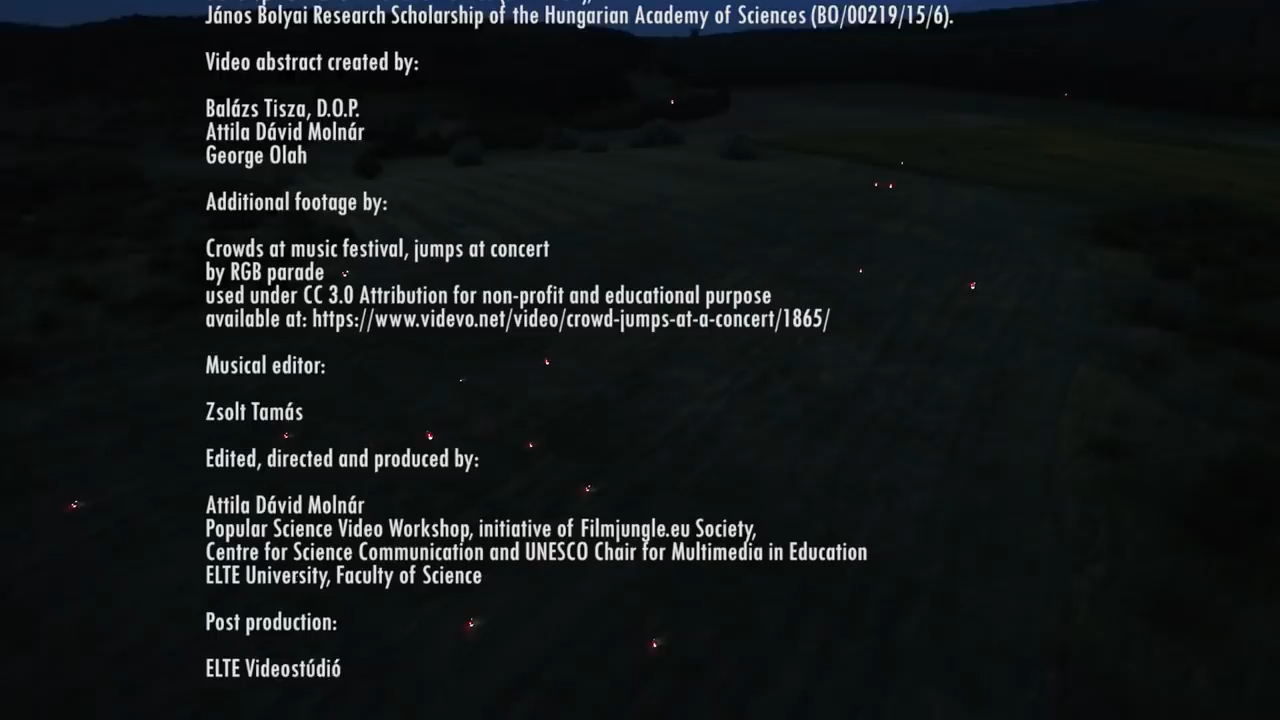 János Bolyai Research Scholarship of the Hungarian Academy of Sciences (BO/00219/15/6).
Video abstract created by:
Balázs Tisza, D.O.P.
Attila Dávid Molnár
George Olah
Additional footage by:
Crowds at music festival, jumps at concert
by RGB parade
used under CC 3.0 Attribution for non-profit and educational purpose
available at: https://www.videvo.net/video/crowd-jumps-at-a-concert/1865/
Musical editor:
Zsolt Tamás
Edited, directed and produced by:
Attila Dávid Molnár
Popular Science Video Workshop, initiative of Filmjungle.eu Society,
Centre for Science Communication and UNESCO Chair for Multimedia in Education
ELTE University, Faculty of Science
Post production:
ELTE Videostúdió